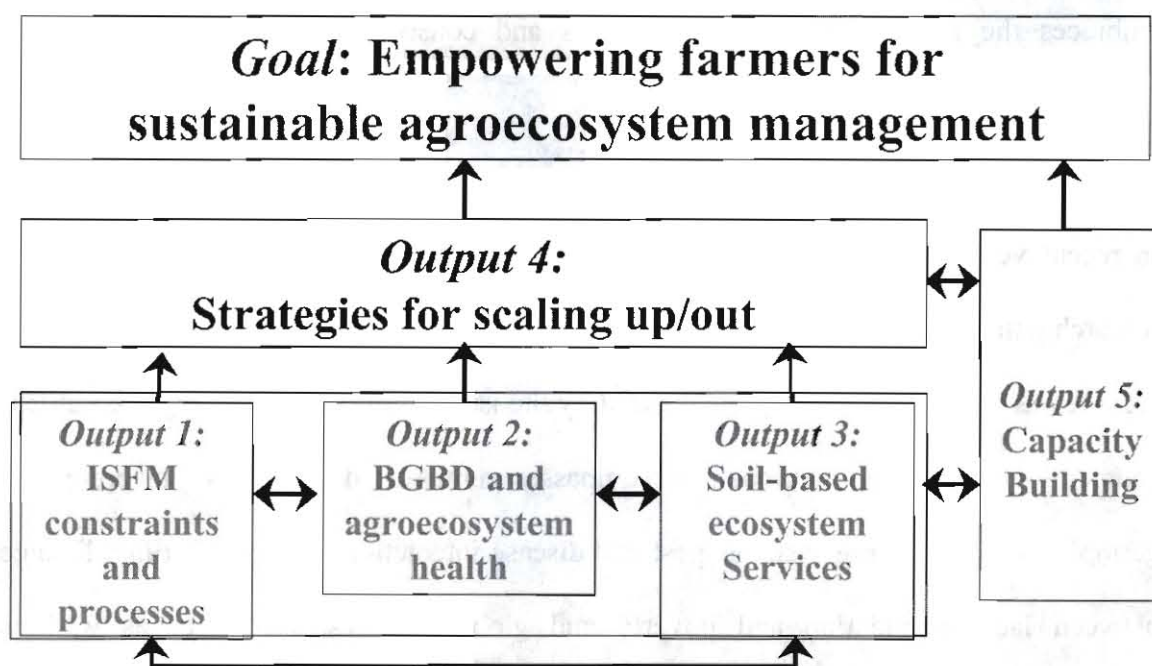 Goal: Empowering farmers for
sustainable agroecosystem management
Output 4:
Strategies for scaling up/out
Output 1:
ISFM
constraints
and
processes
Output 2:
BGBD and
agroecosystem
health
Output 3:
Soil-based
ecosystem
Services
Output 5:
Capacity
Building